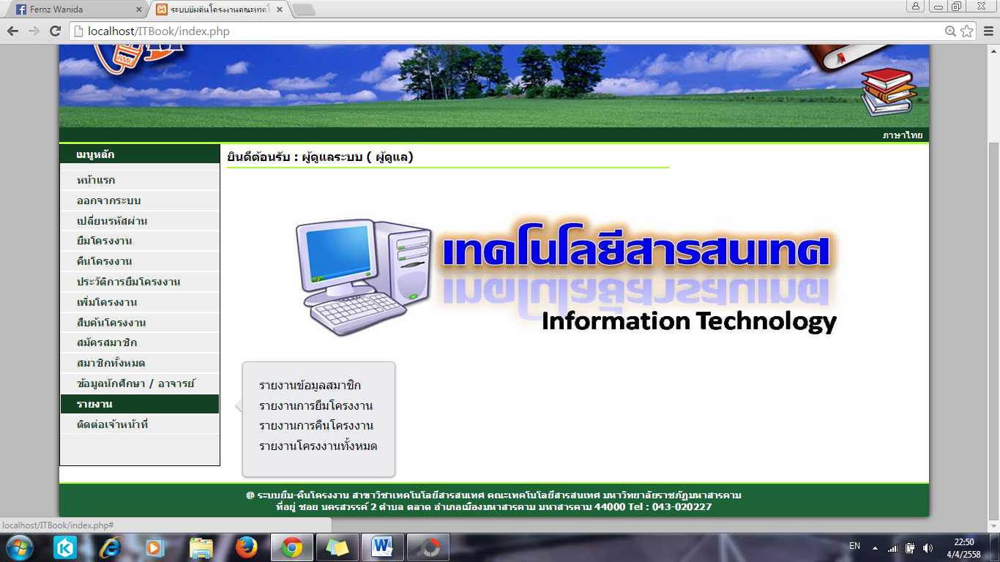 Fernz Wanida
ระบบยืมคืนโครงงานคณะเทคโ
localhost/ITBook/index.php
RMU
ภาษาไทย
เมนูหลัก
หน้าแรก
ออกจากระบบ
เปลี่ยนรหัสผ่าน
ยืมโครงงาน
คืนโครงงาน
ประวัติการยืมโครงงาน
เพิ่มโครงงาน
สืบค้นโครงงาน
สมัครสมาชิก
สมาชิกทั้งหมด
ข้อมูลนักศึกษา / อาจารย์
รายงาน
ติดต่อเจ้าหน้าที่
ยินดีต้อนรับ : ผู้ดูแลระบบ ( ผู้ดูแล)
เทคโนโลยีสารสนเทศ
Information Technology
รายงานข้อมูลสมาชิก
รายงานการยืมโครงงาน
รายงานการคืนโครงงาน
รายงานโครงงานทั้งหมด
@ ระบบยืม-คืนโครงงาน สาขาวิชาเทคโนโลยีสารสนเทศ คณะเทคโนโลยีสารสนเทศ มหาวิทยาลัยราชภัฏมหาสารคาม
ที่อยู่ ซอย นครสวรรค์ 2 ตำบล ตลาด อำเภอเมืองมหาสารคาม มหาสารคาม 44000 Tel : 043-020227
localhost/ITBook/index.php#
EN
22:50
4/4/2558